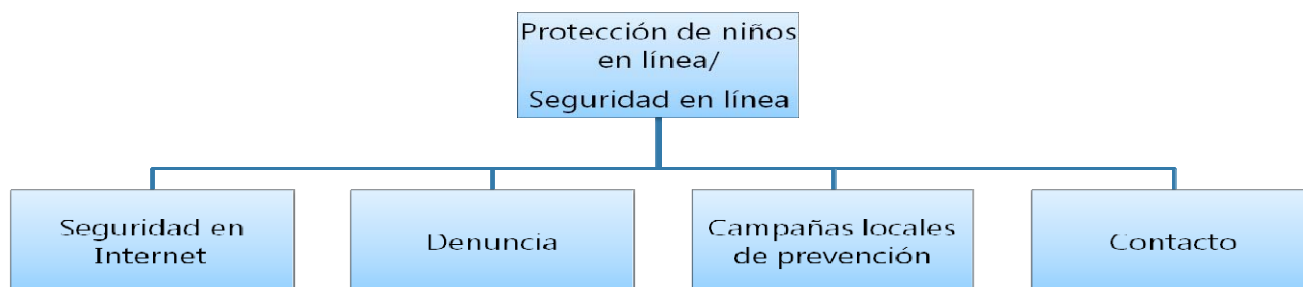 Protección de niños
en línea/
Seguridad en línea
Seguridad en
Internet
Denuncia
Campañas locales
de prevención
Contacto